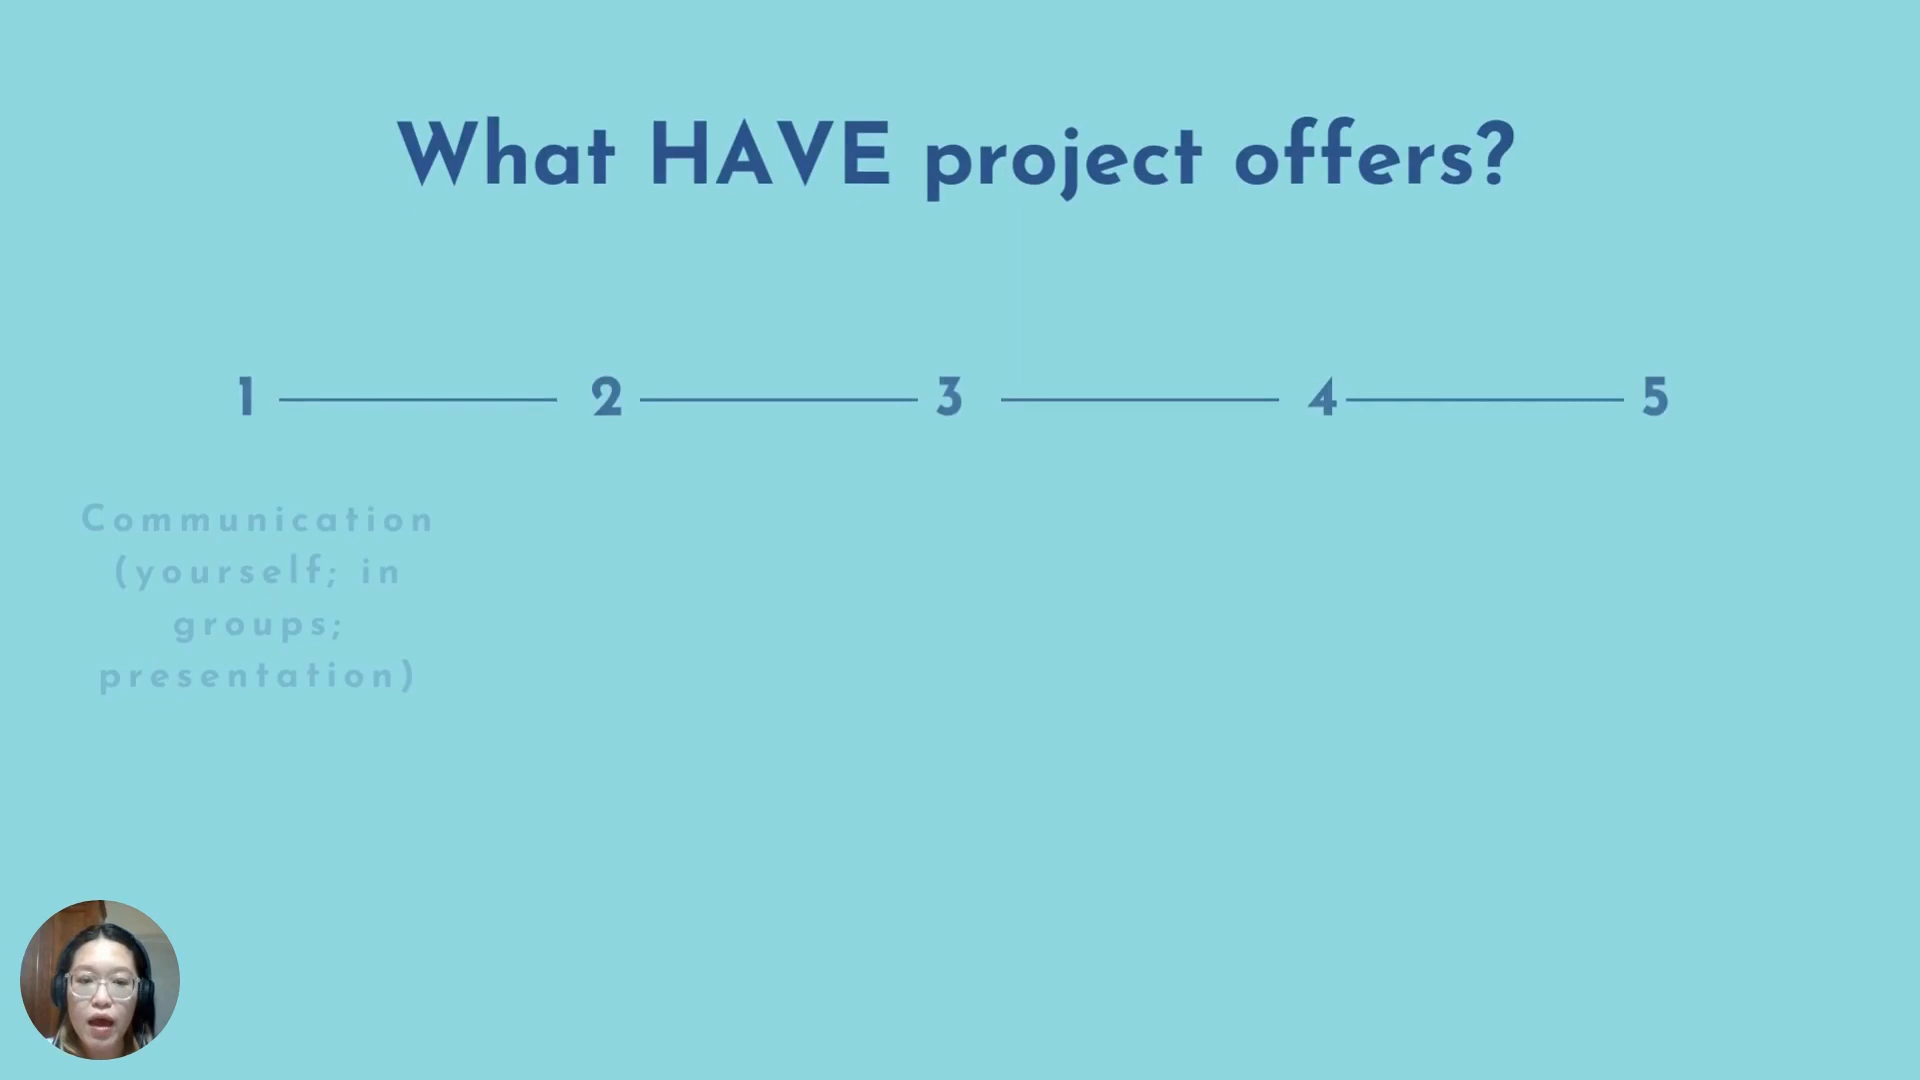 What HAVE project offers?
1 2 3 4 5
Communication
(yourself; in
groups;
presentation)